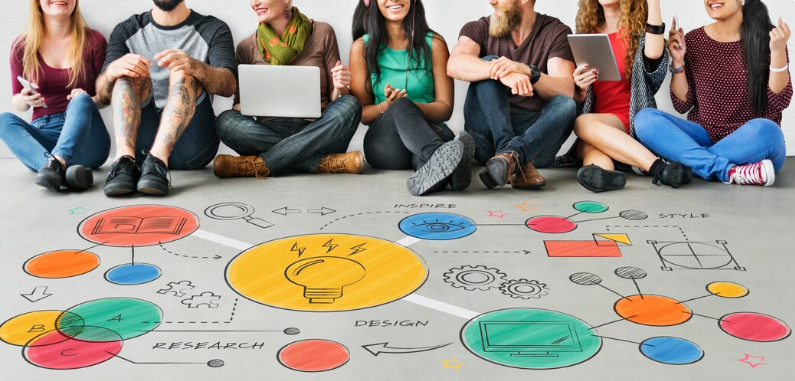 INSPIRE
STYLE
DESIGN
B
A
C
RESEARCH